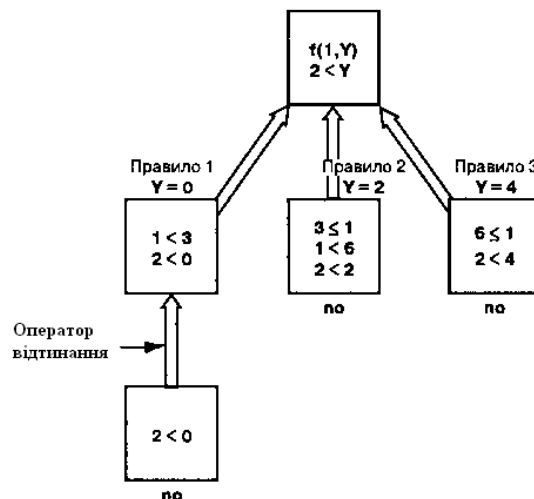 f(1,Y)
2 < Y
Правило 1
Y = 0
Правило 2
Y = 2
Правило 3
Y = 4
1 < 3
2 < 0
3 ≤ 1
1 < 6
2 < 2
no
6 ≤ 1
2 < 4
no
Оператор
відтинання
2 < 0
no